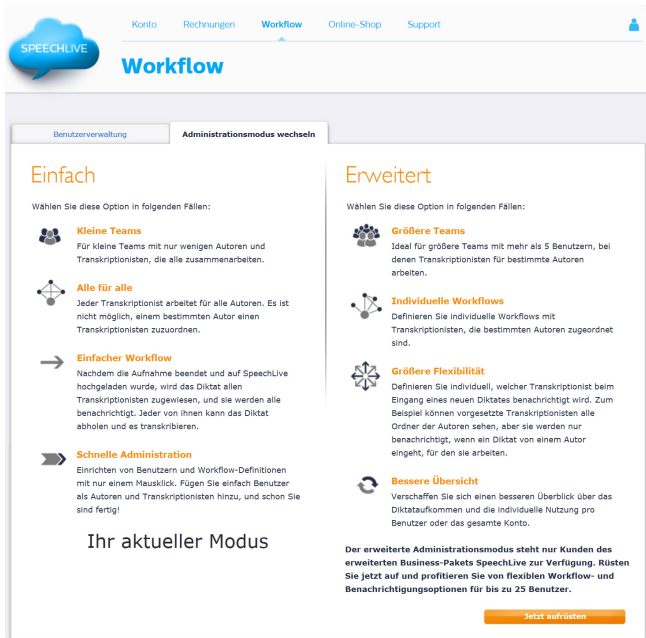 Konto Rechnungen Workflow Online-Shop Support
SPEECHLIVE
Workflow
Benutzerverwaltung
Administrationsmodus wechseln
Einfach
Wählen Sie diese Option in folgenden Fällen:
Kleine Teams
Für kleine Teams mit nur wenigen Autoren und
Transkriptionisten, die alle zusammenarbeiten.
Alle für alle
Jeder Transkriptionist arbeitet für alle Autoren. Es ist
nicht möglich, einem bestimmten Autor einen
Transkriptionisten zuzuordnen.
Einfacher Workflow
Nachdem die Aufnahme beendet und auf SpeechLive
hochgeladen wurde, wird das Diktat allen
Transkriptionisten zugewiesen, und sie werden alle
benachrichtigt. Jeder von ihnen kann das Diktat
abholen und es transkribieren.
Schnelle Administration
Einrichten von Benutzern und Workflow-Definitionen
mit nur einem Mausklick. Fügen Sie einfach Benutzer
als Autoren und Transkriptionisten hinzu, und schon Sie
sind fertig!
Ihr aktueller Modus
Erweitert
Wählen Sie diese Option in folgenden Fällen:
Größere Teams
Ideal für größere Teams mit mehr als 5 Benutzern, bei
denen Transkriptionisten für bestimmte Autoren
arbeiten.
Individuelle Workflows
Definieren Sie individuelle Workflows mit
Transkriptionisten, die bestimmten Autoren zugeordnet
sind.
Größere Flexibilität
Definieren Sie individuell, welcher Transkriptionist beim
Eingang eines neuen Diktates benachrichtigt wird. Zum
Beispiel können vorgesetzte Transkriptionisten alle
Ordner der Autoren sehen, aber sie werden nur
benachrichtigt, wenn ein Diktat von einem Autor
eingeht, für den sie arbeiten.
Bessere Übersicht
Verschaffen Sie sich einen besseren Überblick über das
Diktataufkommen und die individuelle Nutzung pro
Benutzer oder das gesamte Konto.
Der erweiterte Administrationsmodus steht nur Kunden des
erweiterten Business-Pakets SpeechLive zur Verfügung. Rüsten
Sie jetzt auf und profitieren Sie von flexiblen Workflow- und
Benachrichtigungsoptionen für bis zu 25 Benutzer.
Jetzt aufrüsten